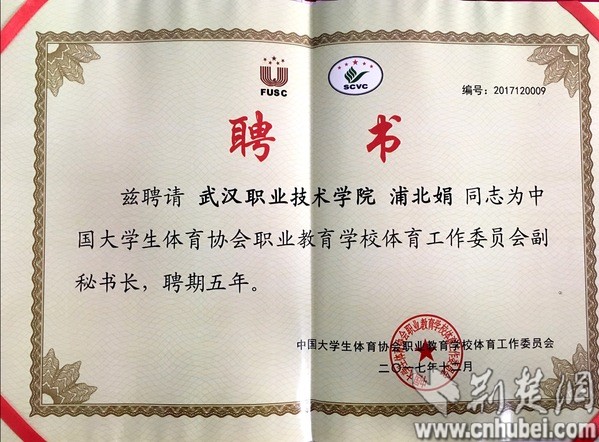 FUSC
SCVC
编号：2017120009
聘书
兹聘请 武汉职业技术学院 浦北娟 同志为中
国大学生体育协会职业教育学校体育工作委员会副
秘书长，聘期五年。
中国大学生体育协会职业教育学校体育工作委员会
二〇一七年十二月
荆楚网
www.cnhubei.com